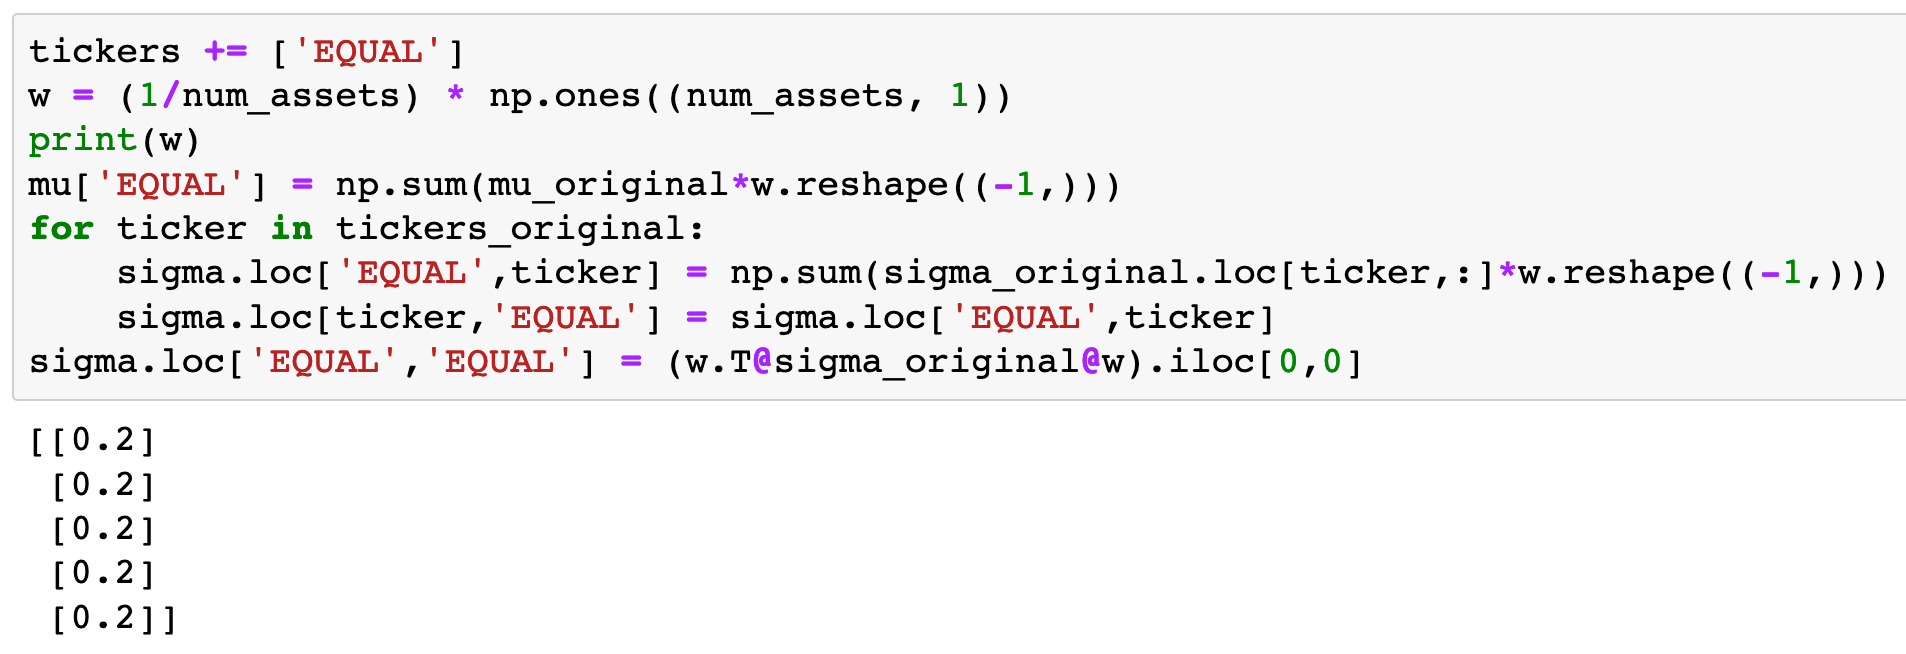 tickers += ['EQUAL']
w = (1/num_assets) * np.ones((num_assets, 1))
print(w)
mu['EQUAL'] = np.sum(mu_original*w.reshape((-1,)))
for ticker in tickers_original:
    sigma.loc['EQUAL',ticker] = np.sum(sigma_original.loc[ticker,:]*w.reshape((-1,)))
    sigma.loc[ticker,'EQUAL'] = sigma.loc['EQUAL',ticker]
sigma.loc['EQUAL','EQUAL'] = (w.T@sigma_original@w).iloc[0,0]
[[0.2]
 [0.2]
 [0.2]
 [0.2]
 [0.2]]